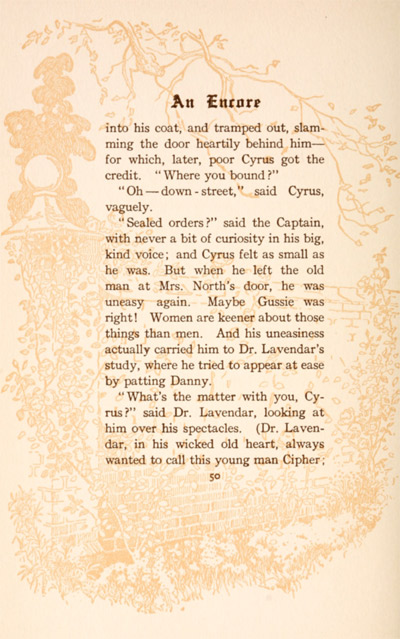 An Encore
into his coat, and tramped out, slam-
ming the door heartily behind him—
for which, later, poor Cyrus got the
credit. "Where you bound?"
"Oh—down-street," said Cyrus,
vaguely.
"Sealed orders?" said the Captain,
with never a bit of curiosity in his big,
kind voice; and Cyrus felt as small as
he was. But when he left the old
man at Mrs. North's door, he was
uneasy again. Maybe Gussie was
right! Women are keener about those
things than men. And his uneasiness
actually carried him to Dr. Lavendar's
study, where he tried to appear at ease
by patting Danny.
"What's the matter with you, Cy-
rus?" said Dr. Lavendar, looking at
him over his spectacles. (Dr. Laven-
dar, in his wicked old heart, always
wanted to call this young man Cipher;
50